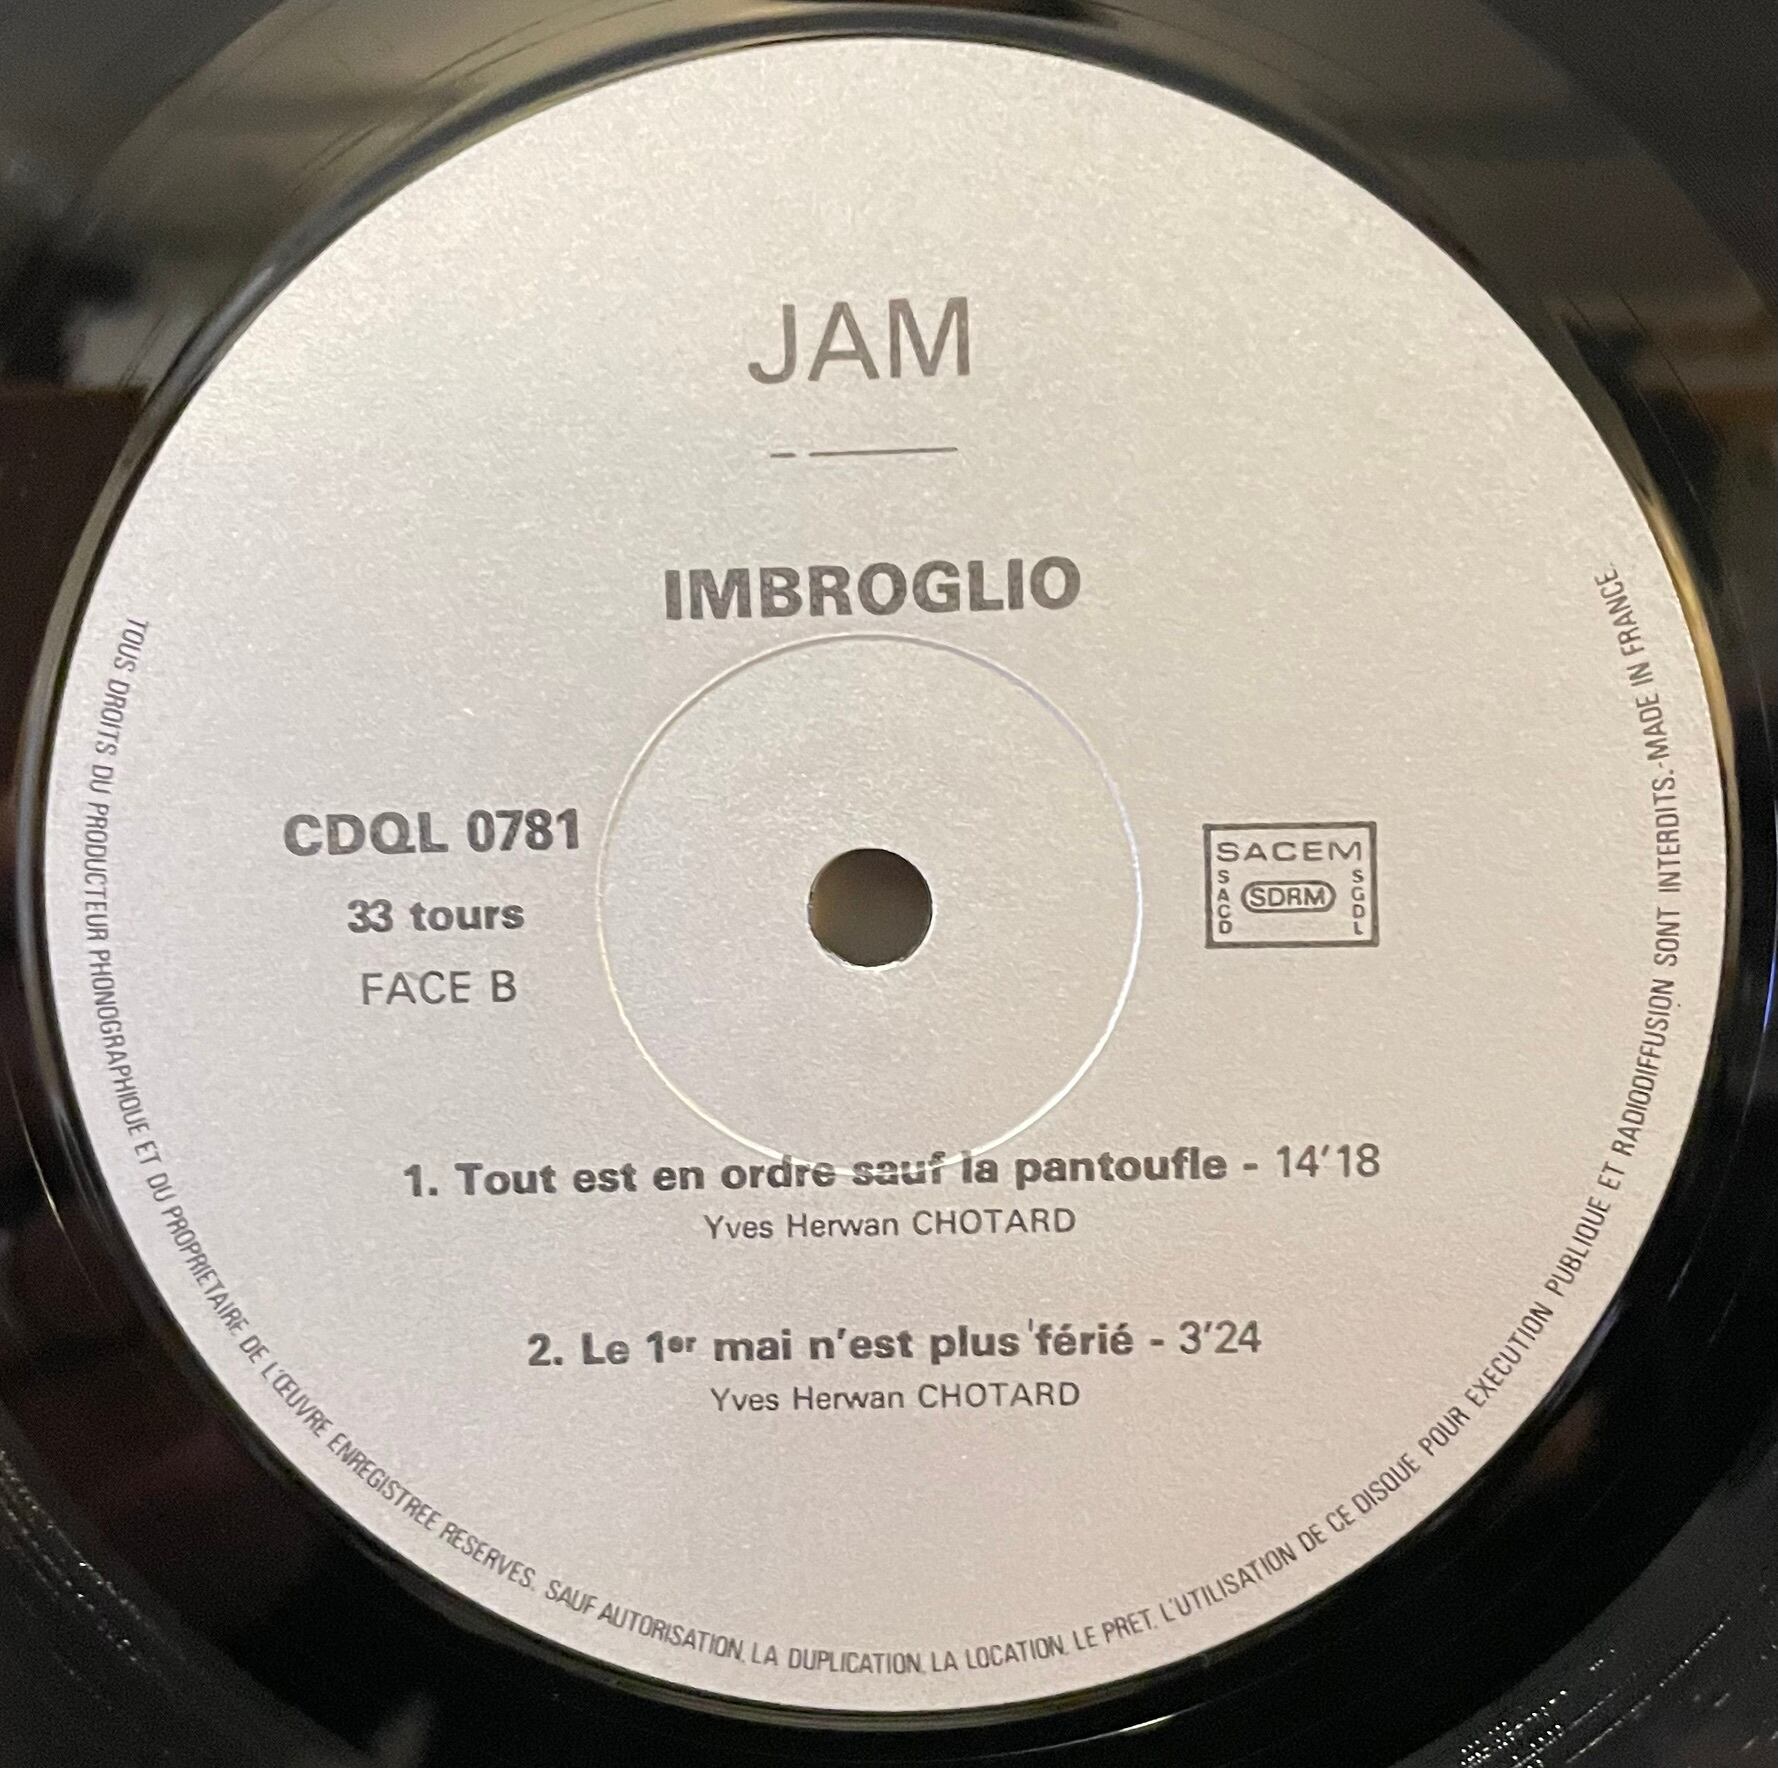 JAM
IMBROGLIO
CDQL 0781
33 tours
FACE B
SACEM
SACD
SDRM
SGDL
1. Tout est en ordre sauf la pantoufle - 14'18
Yves Herwan CHOTARD
2. Le 1er mai n'est plus férié - 3'24
Yves Herwan CHOTARD
TOUS DROITS DU PRODUCTEUR PHONOGRAPHIQUE ET DU PROPRIETAIRE DE L'ŒUVRE ENREGISTREE RESERVES. SAUF AUTORISATION, LA DUPLICATION, LA LOCATION, LE PRET, L'UTILISATION DE CE DISQUE POUR EXECUTION PUBLIQUE ET RADIODIFFUSION SONT INTERDITS.-MADE IN FRANCE.